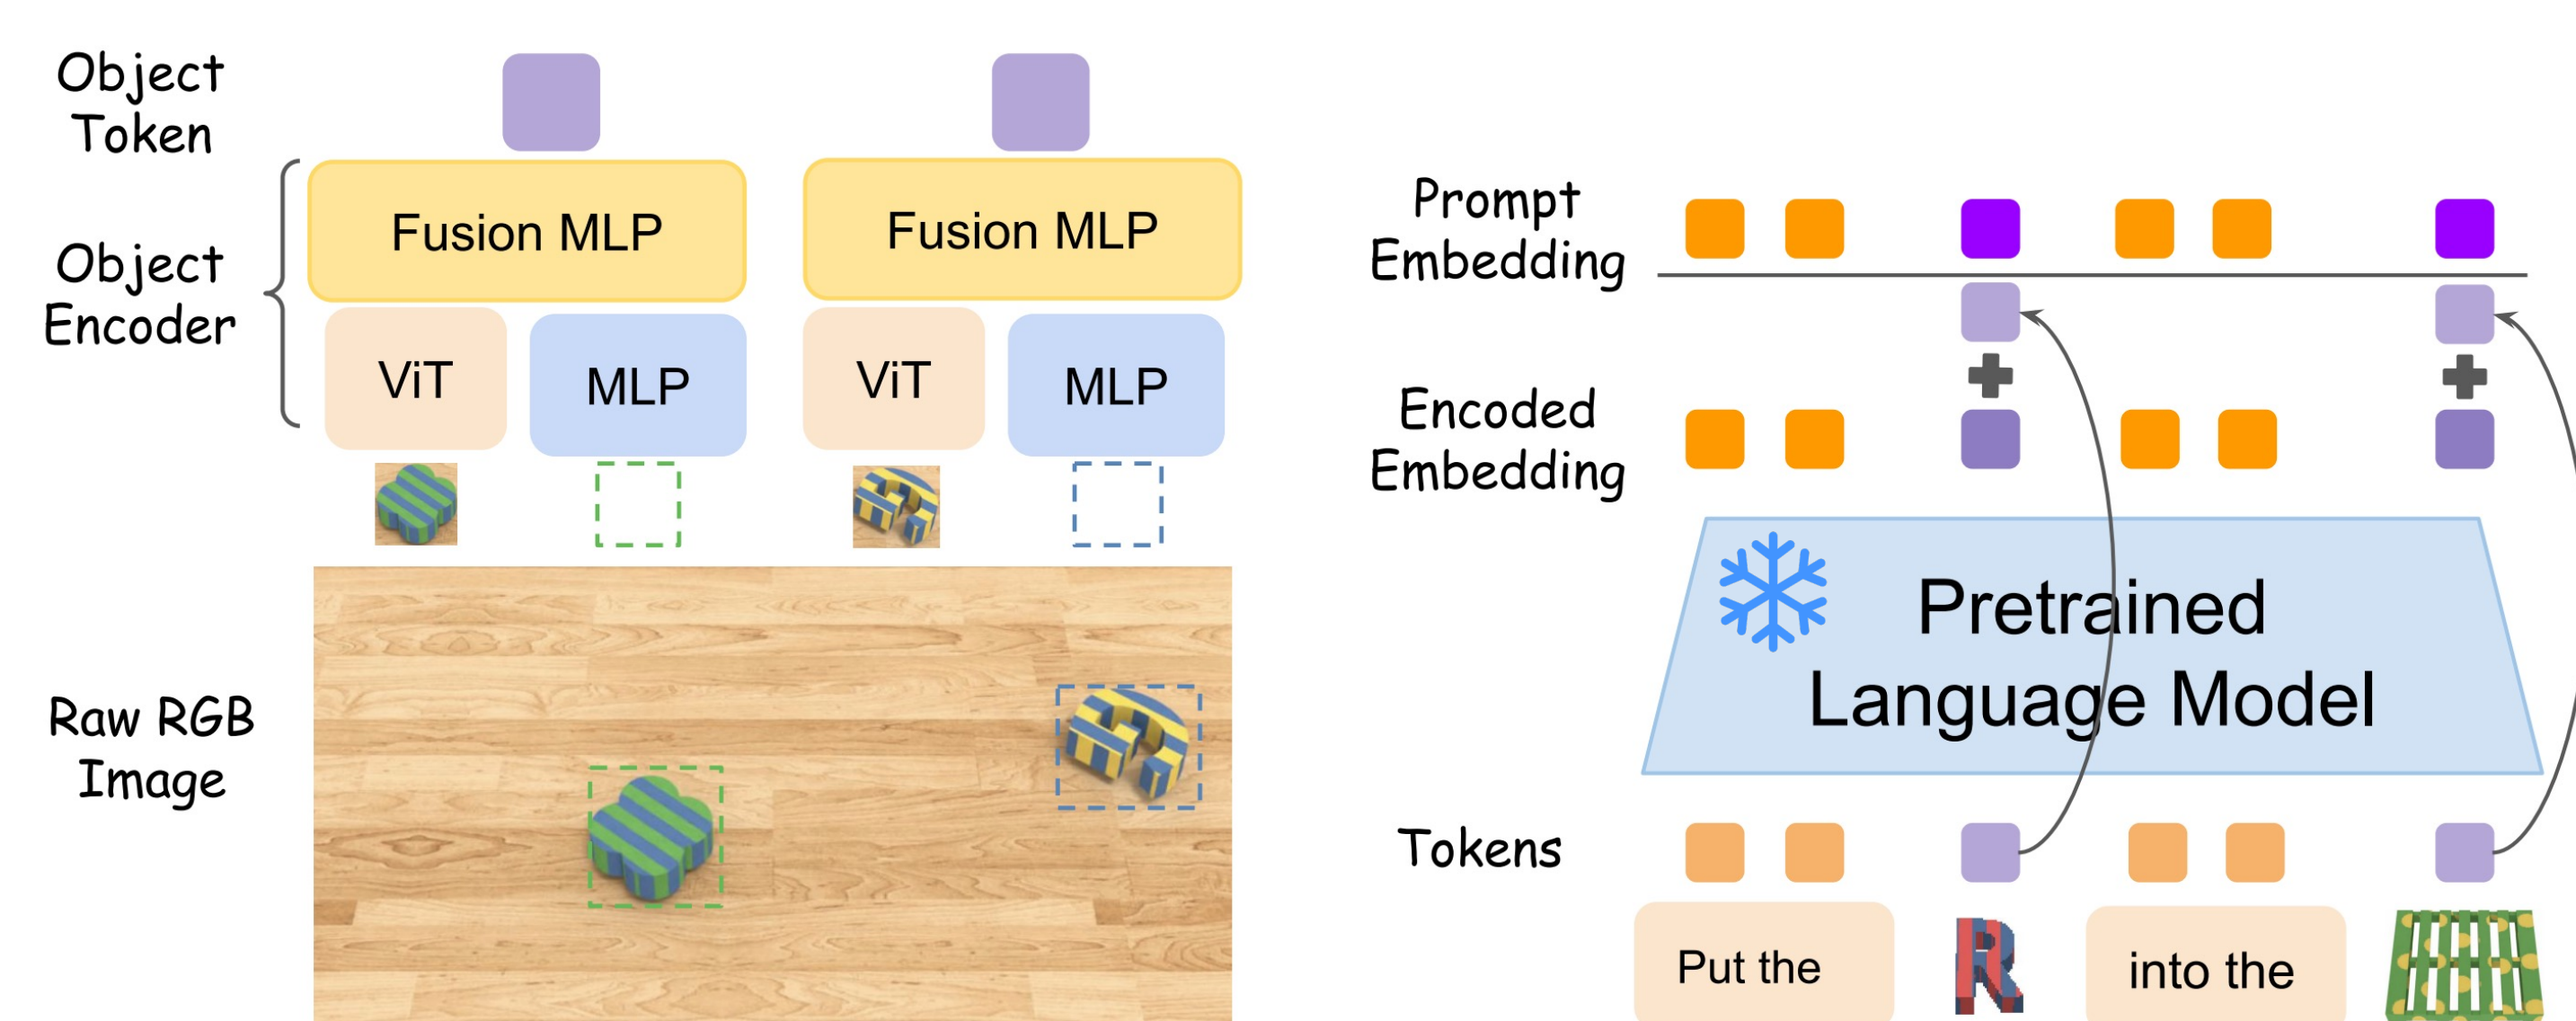 Object
Token
Fusion MLP
Fusion MLP
Object
Encoder
ViT
MLP
ViT
MLP
Raw RGB
Image
Prompt
Embedding
Encoded
Embedding
Pretrained
Language Model
Tokens
Put the
R
into the